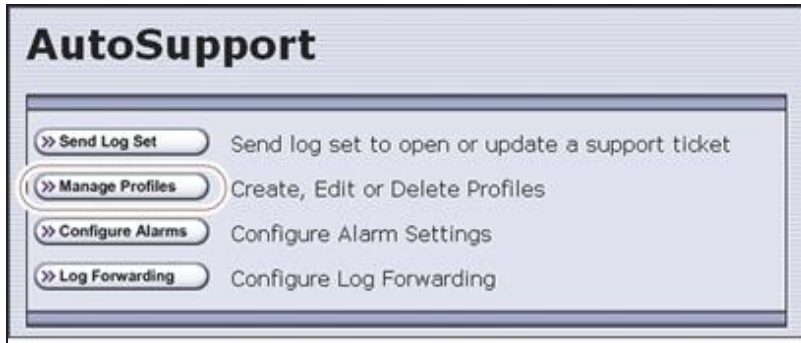 AutoSupport
» Send Log Set Send log set to open or update a support ticket
» Manage Profiles Create, Edit or Delete Profiles
» Configure Alarms Configure Alarm Settings
» Log Forwarding Configure Log Forwarding